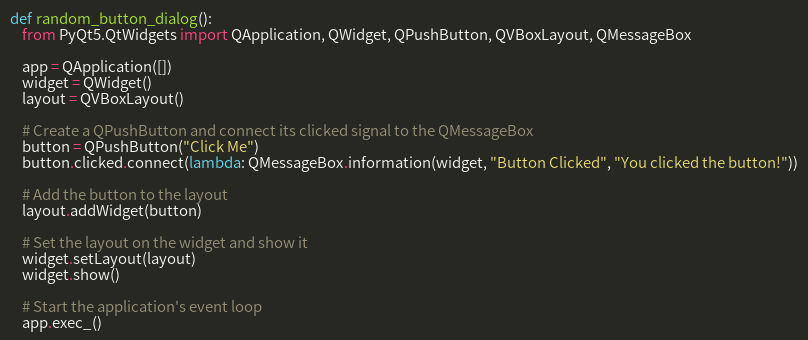 def random_button_dialog():
    from PyQt5.QtWidgets import QApplication, QWidget, QPushButton, QVBoxLayout, QMessageBox

    app = QApplication([])
    widget = QWidget()
    layout = QVBoxLayout()

    # Create a QPushButton and connect its clicked signal to the QMessageBox
    button = QPushButton("Click Me")
    button.clicked.connect(lambda: QMessageBox.information(widget, "Button Clicked", "You clicked the button!"))

    # Add the button to the layout
    layout.addWidget(button)

    # Set the layout on the widget and show it
    widget.setLayout(layout)
    widget.show()

    # Start the application's event loop
    app.exec_()